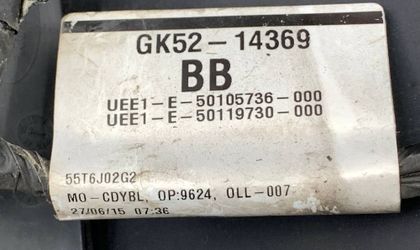 GK52-14369
BB
UEE1-E-50105736-000
UEE1-E-50119730-000
55T6J02G2
MO-CDYBL, OP:9624, OLL-007
27/06/15 07:36